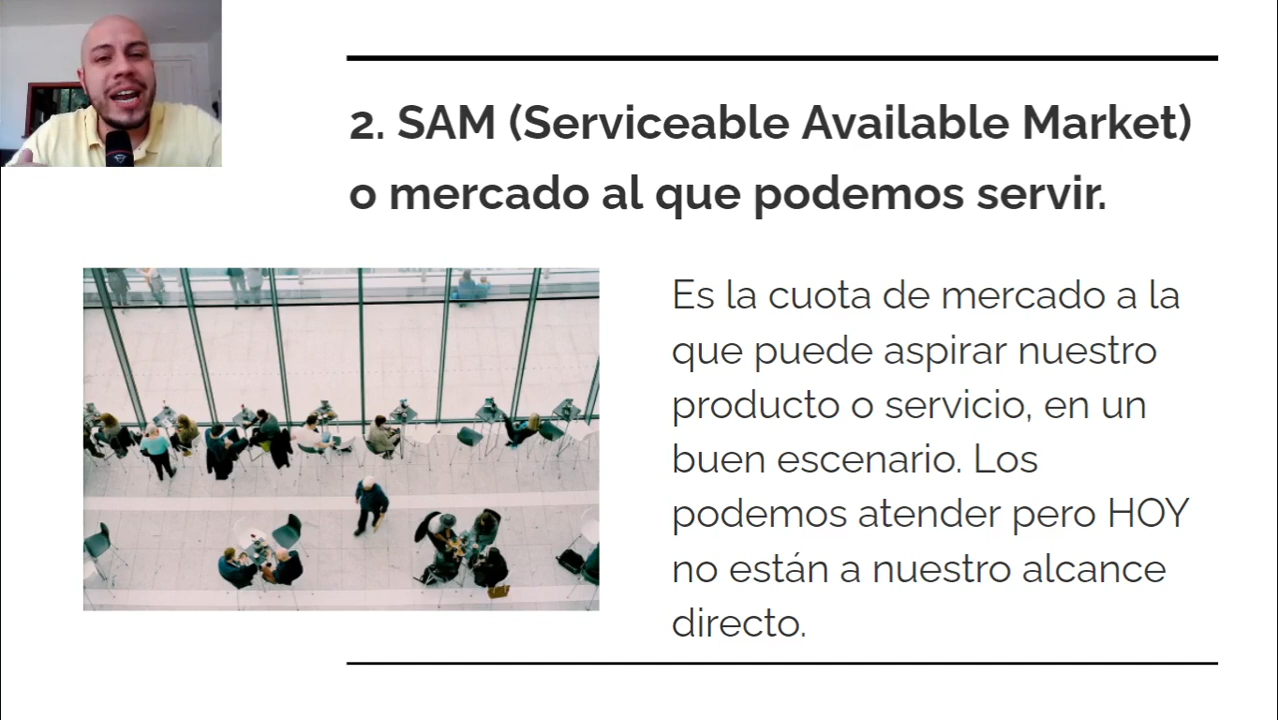 2. SAM (Serviceable Available Market)
o mercado al que podemos servir.
Es la cuota de mercado a la
que puede aspirar nuestro
producto o servicio, en un
buen escenario. Los
podemos atender pero HOY
no están a nuestro alcance
directo.